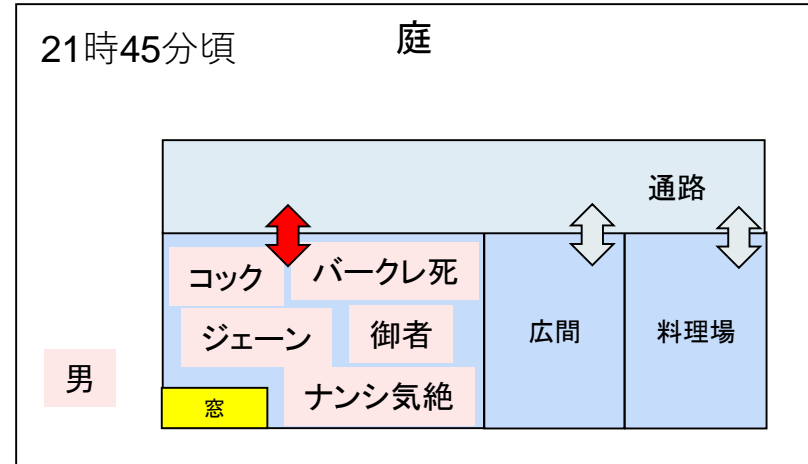 21時45分頃
庭
通路
コック
バークレ死
ジェーン
御者
広間
料理場
男
窓
ナンシ気絶